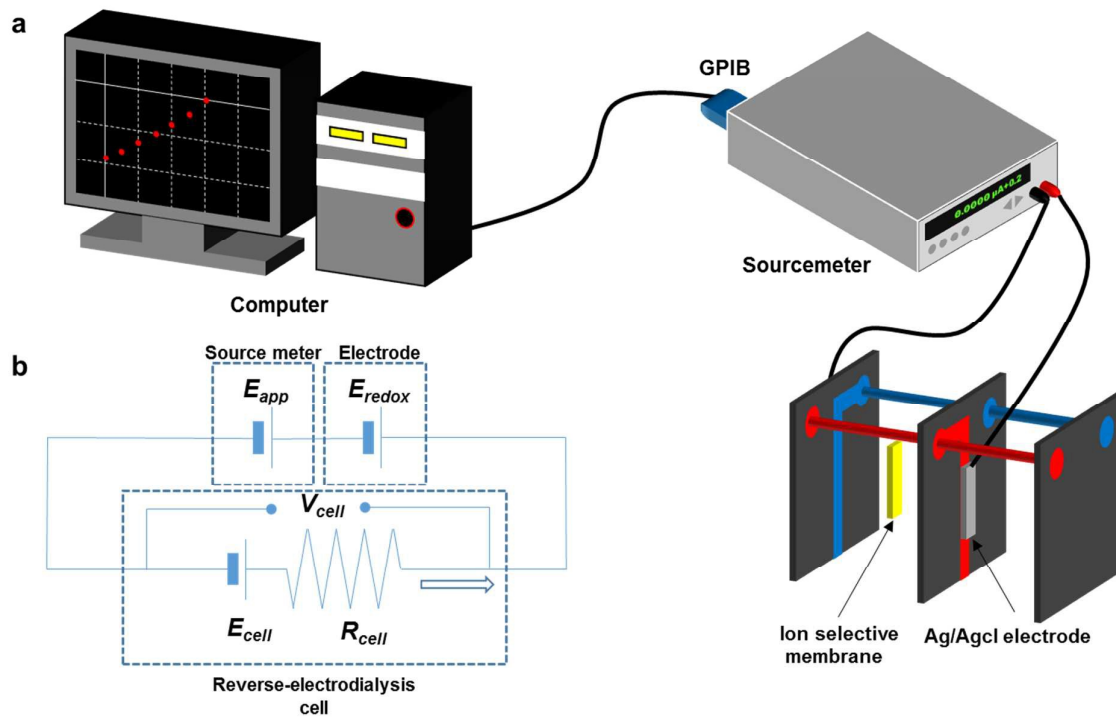 a
GPIB
0.0000 µA+0.2
Sourcemeter
Computer
b
Source meter
Electrode
E_app
E_redox
V_cell
E_cell
R_cell
Reverse-electrodialysis
cell
Ion selective
membrane
Ag/Agcl electrode